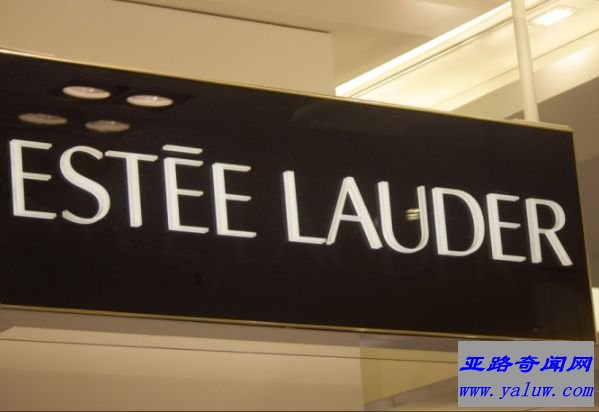 ESTĒE LAUDER
亚路奇闻网
www.yaluw.com